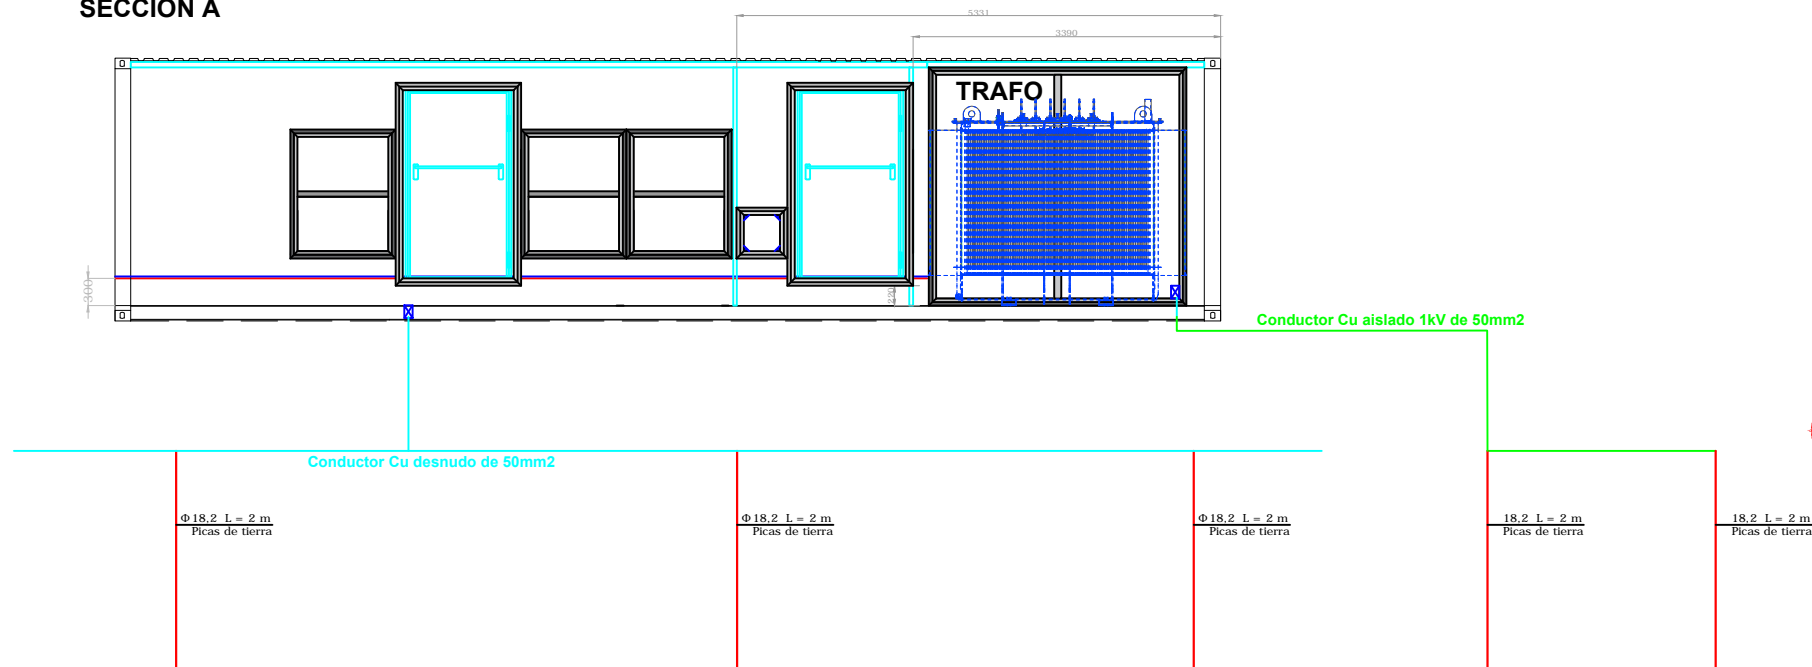 SECCIÓN A
5331
3390
TRAFO
300
220
Conductor Cu aislado 1kV de 50mm2
Conductor Cu desnudo de 50mm2
Φ18,2 L = 2 m
Picas de tierra
Φ18,2 L = 2 m
Picas de tierra
Φ18,2 L = 2 m
Picas de tierra
18,2 L = 2 m
Picas de tierra
18,2 L = 2 m
Picas de tierra